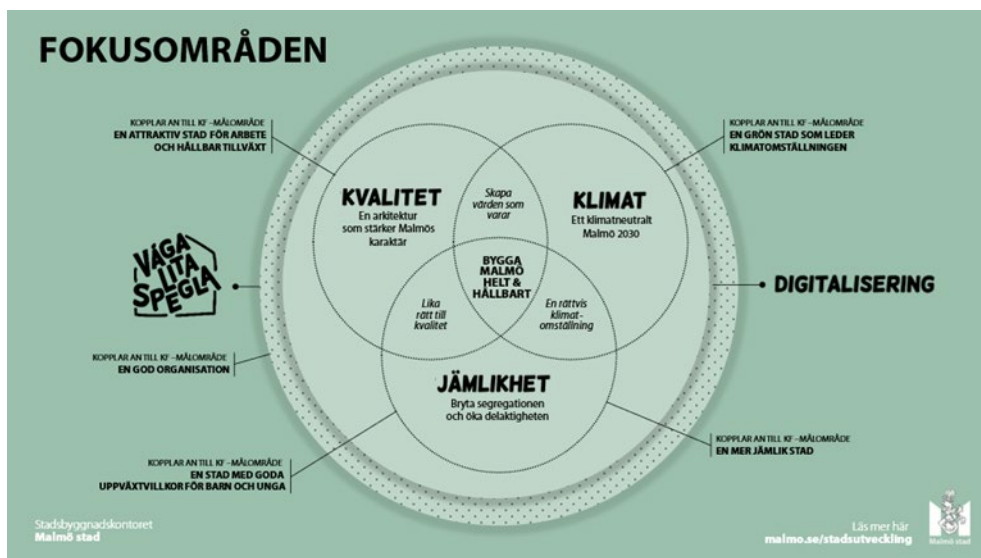 FOKUSOMRÅDEN
KOPPLAR AN TILL KF –MÅLOMRÅDE
EN ATTRAKTIV STAD FÖR ARBETE
OCH HÅLLBAR TILLVÄXT
KOPPLAR AN TILL KF –MÅLOMRÅDE
EN GRÖN STAD SOM LEDER
KLIMATOMSTÄLLNINGEN
KVALITET
En arkitektur
som stärker Malmös
karaktär
Skapa
värden som
varar
KLIMAT
Ett klimatneutralt
Malmö 2030
VÅGA
LITA
SPEGLA
BYGGA
MALMÖ
HELT &
HÅLLBART
DIGITALISERING
Lika
rätt till
kvalitet
En rättvis
klimat-
omställning
KOPPLAR AN TILL KF –MÅLOMRÅDE
EN GOD ORGANISATION
JÄMLIKHET
Bryta segregationen
och öka delaktigheten
KOPPLAR AN TILL KF –MÅLOMRÅDE
EN MER JÄMLIK STAD
KOPPLAR AN TILL KF –MÅLOMRÅDE
EN STAD MED GODA
UPPVÄXTVILLKOR FÖR BARN OCH UNGA
Stadsbyggnadskontoret
Malmö stad
Läs mer här
malmo.se/stadsutveckling
Malmö stad